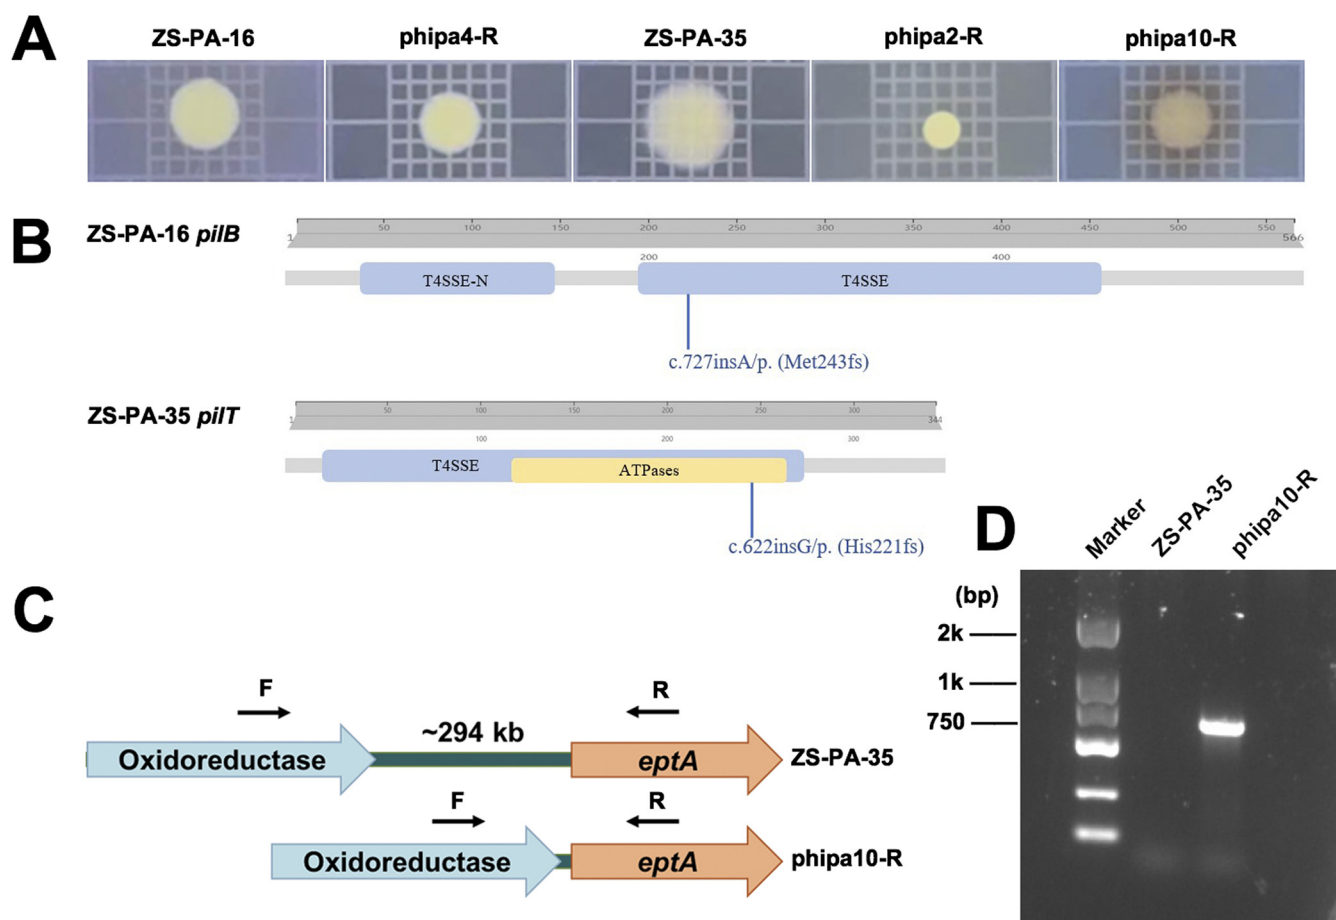 A
ZS-PA-16 phipa4-R ZS-PA-35 phipa2-R phipa10-R
B
ZS-PA-16 pilB
1 50 100 150 200 250 300 350 400 450 500 550 566
200 400
T4SSE-N T4SSE
c.727insA/p. (Met243fs)
ZS-PA-35 pilT
1 50 100 150 200 250 300 344
100 200 300
T4SSE ATPases
c.622insG/p. (His221fs)
C
F R
~294 kb
Oxidoreductase eptA ZS-PA-35
F R
Oxidoreductase eptA phipa10-R
D
Marker ZS-PA-35 phipa10-R
(bp)
2k
1k
750